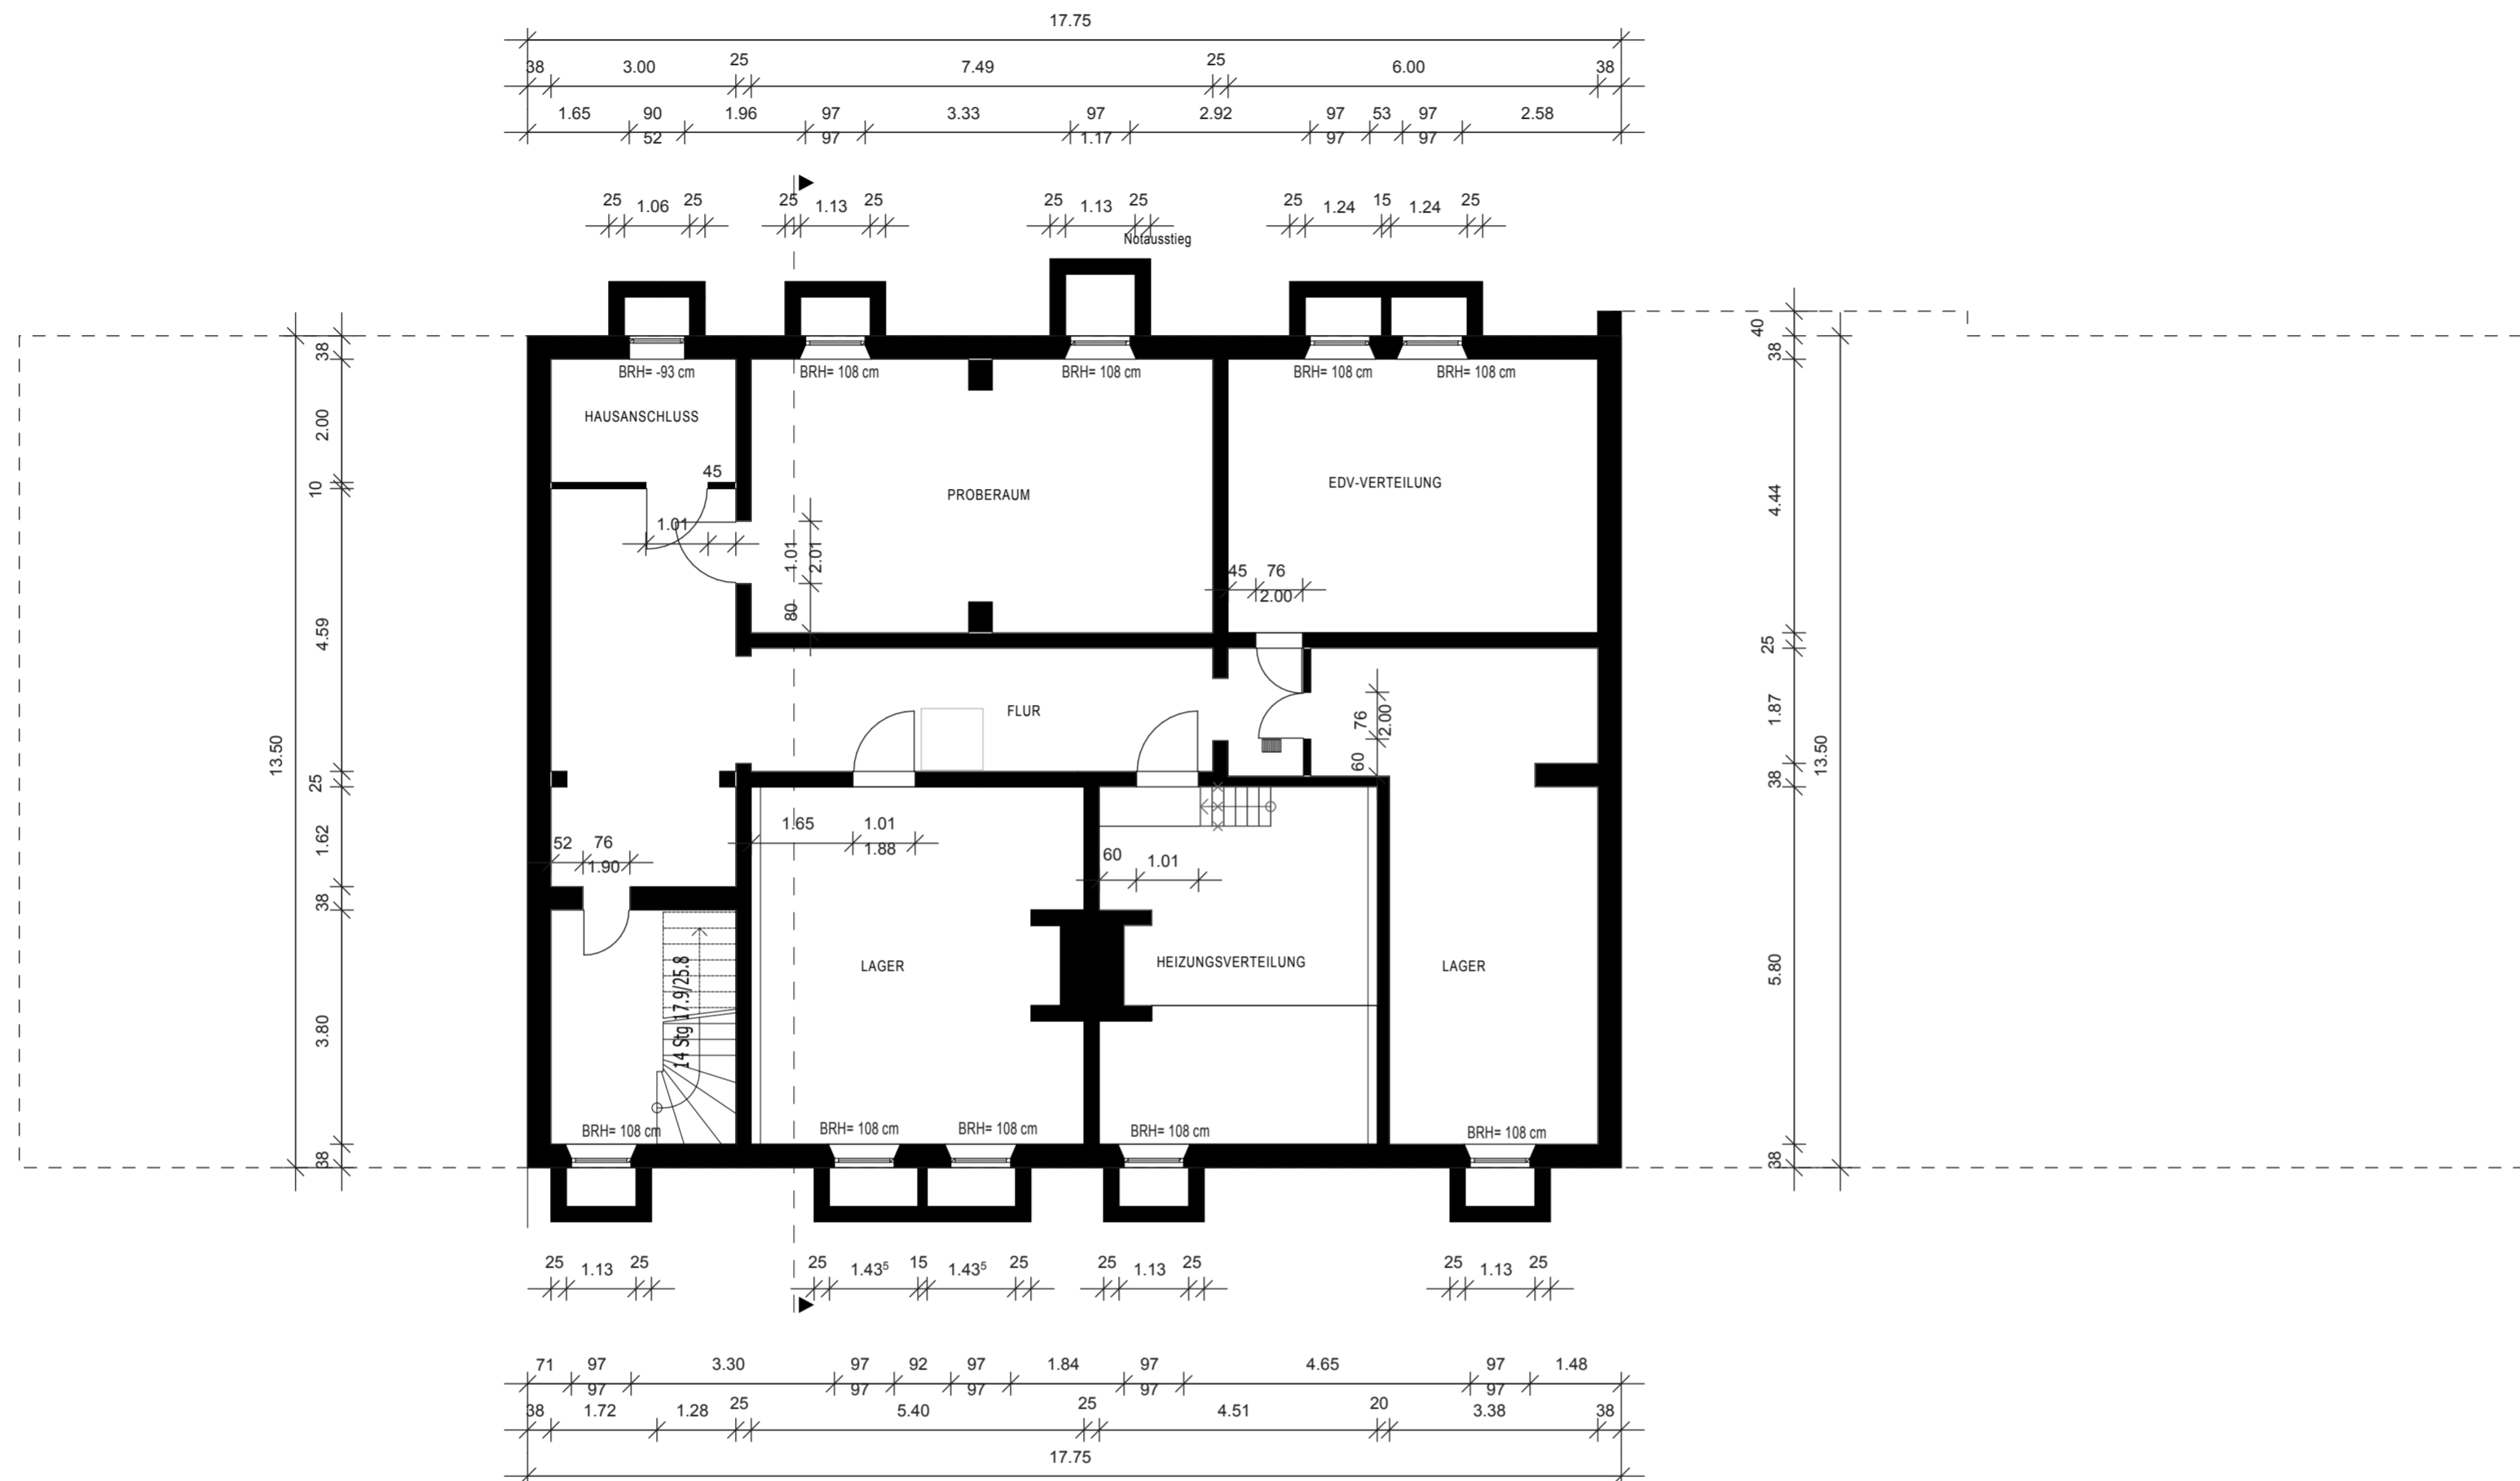 17.75
38 3.00 25 7.49 25 6.00 38
1.65 90 1.96 97 3.33 97 2.92 97 53 97 2.58
52 97 1.17 97 97
25 1.06 25 25 1.13 25 25 1.13 25 25 1.24 15 1.24 25
Notausstieg
BRH= -93 cm BRH= 108 cm BRH= 108 cm BRH= 108 cm BRH= 108 cm
HAUSANSCHLUSS
45
PROBERAUM
EDV-VERTEILUNG
1.01
1.01
2.01
80
45 76
2.00
FLUR
76
2.00
60
1.65 1.01
1.88
52 76
1.90
60 1.01
14 Stg 17.9/25.8
LAGER
HEIZUNGSVERTEILUNG
LAGER
BRH= 108 cm BRH= 108 cm BRH= 108 cm BRH= 108 cm BRH= 108 cm
13.50
38
2.00
10
4.59
25
1.62
38
3.80
38
40
38
4.44
25
1.87
38
5.80
38
13.50
25 1.13 25 25 1.43⁵ 15 1.43⁵ 25 25 1.13 25 25 1.13 25
71 97 3.30 97 92 97 1.84 97 4.65 97 1.48
97 97 97 97 97
38 1.72 1.28 25 5.40 25 4.51 20 3.38 38
17.75